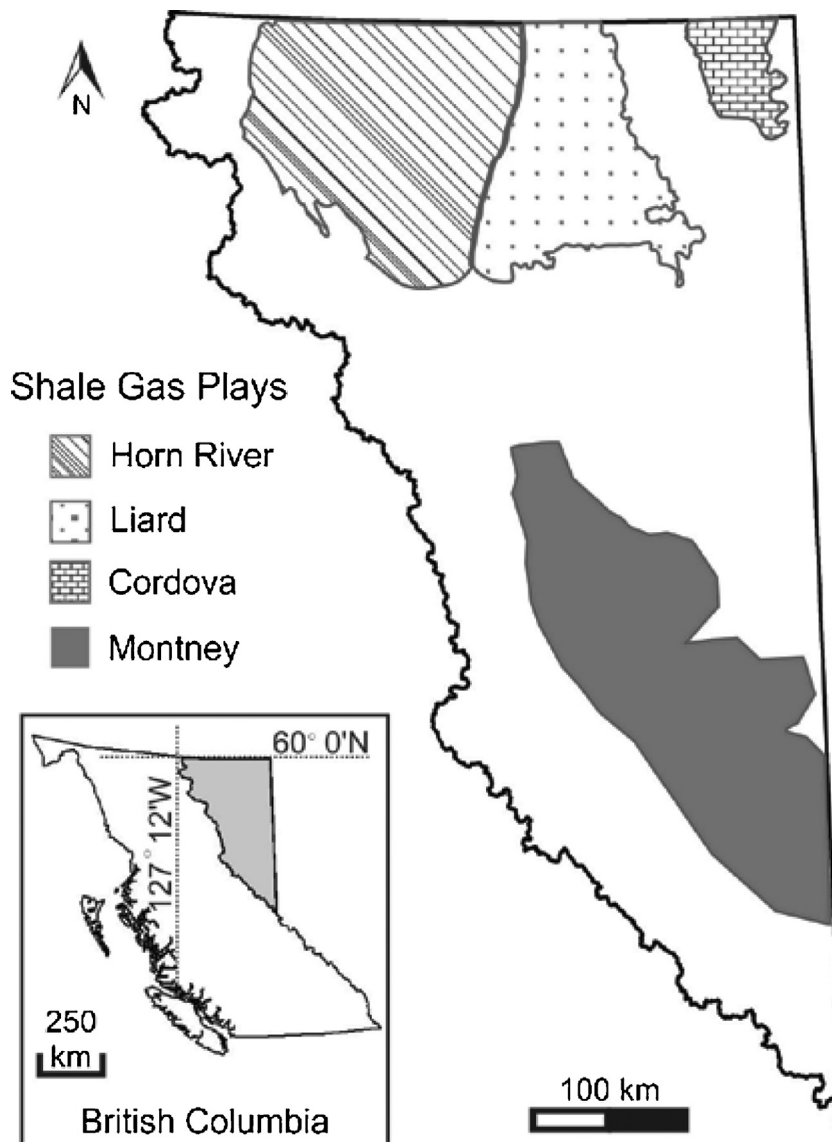 N
Shale Gas Plays
Horn River
Liard
Cordova
Montney
60° 0'N
127° 12'W
250
km
British Columbia
100 km